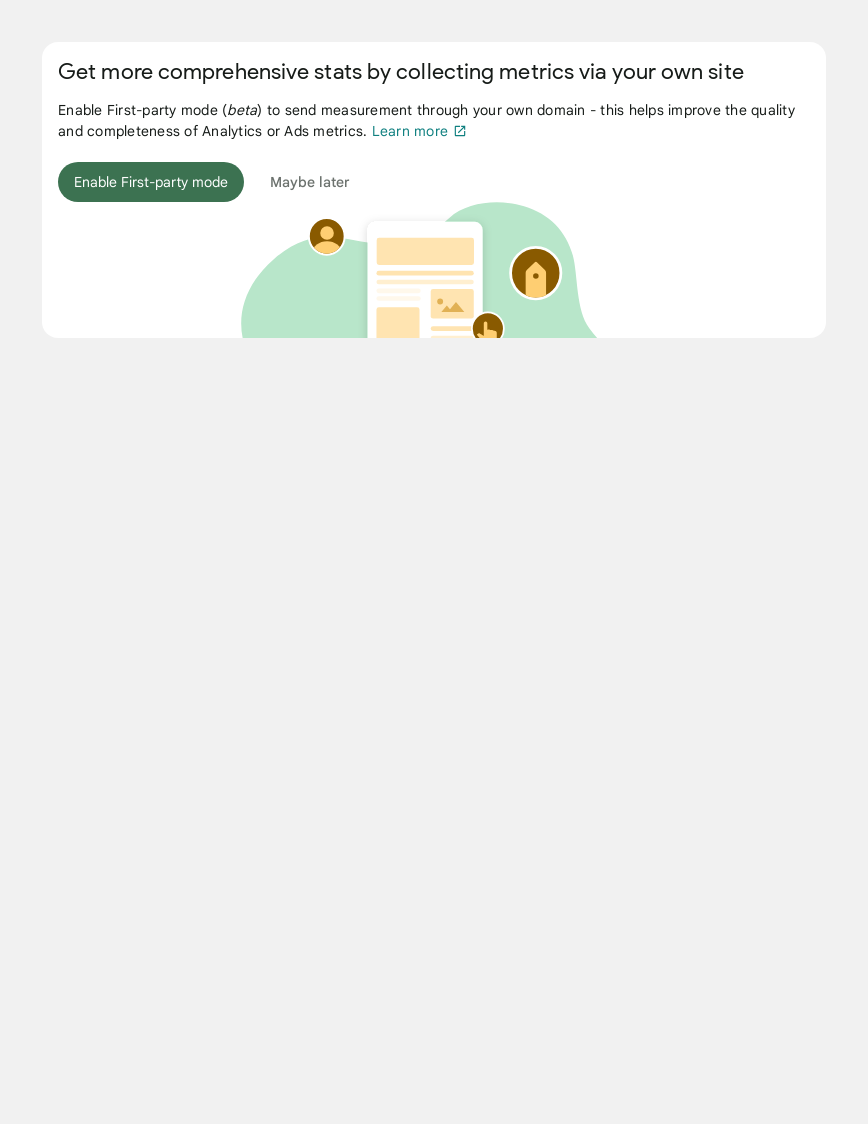 Get more comprehensive stats by collecting metrics via your own site
Enable First-party mode (beta) to send measurement through your own domain - this helps improve the quality
and completeness of Analytics or Ads metrics. Learn more
Enable First-party mode
Maybe later